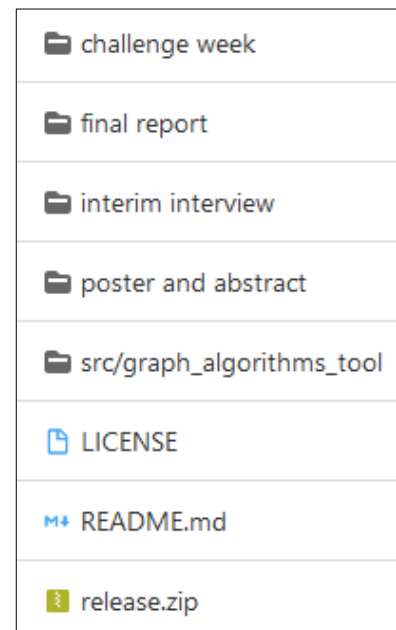 challenge week
final report
interim interview
poster and abstract
src/graph_algorithms_tool
LICENSE
M↓ README.md
release.zip